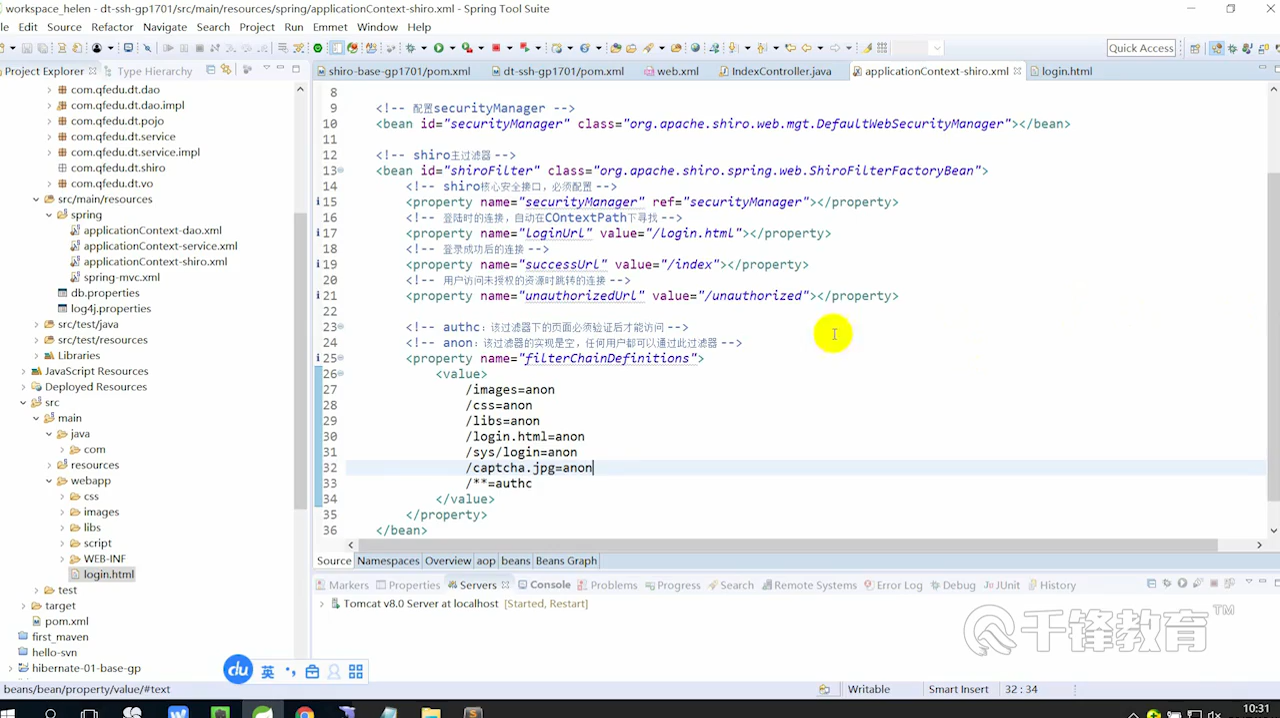 workspace_helen - dt-ssh-gp1701/src/main/resources/spring/applicationContext-shiro.xml - Spring Tool Suite
Edit Source Refactor Navigate Search Project Run Emmet Window Help
Quick Access
Project Explorer Type Hierarchy
shiro-base-gp1701/pom.xml dt-ssh-gp1701/pom.xml web.xml IndexController.java applicationContext-shiro.xml login.html
com.qfedu.dt.dao
com.qfedu.dt.dao.impl
com.qfedu.dt.pojo
com.qfedu.dt.service
com.qfedu.dt.service.impl
com.qfedu.dt.shiro
com.qfedu.dt.vo
src/main/resources
spring
applicationContext-dao.xml
applicationContext-service.xml
applicationContext-shiro.xml
spring-mvc.xml
db.properties
log4j.properties
src/test/java
src/test/resources
Libraries
JavaScript Resources
Deployed Resources
src
main
java
com
resources
webapp
css
images
libs
script
WEB-INF
login.html
test
target
pom.xml
first_maven
hello-svn
hibernate-01-base-gp
8
9 <!-- 配置securityManager -->
10 <bean id="securityManager" class="org.apache.shiro.web.mgt.DefaultWebSecurityManager"></bean>
11
12 <!-- shiro主过滤器 -->
13 <bean id="shiroFilter" class="org.apache.shiro.spring.web.ShiroFilterFactoryBean">
14 <!-- shiro核心安全接口，必须配置 -->
15 <property name="securityManager" ref="securityManager"></property>
16 <!-- 登陆时的连接，自动在COntextPath下寻找 -->
17 <property name="loginUrl" value="/login.html"></property>
18 <!-- 登录成功后的连接 -->
19 <property name="successUrl" value="/index"></property>
20 <!-- 用户访问未授权的资源时跳转的连接 -->
21 <property name="unauthorizedUrl" value="/unauthorized"></property>
22
23 <!-- authc：该过滤器下的页面必须验证后才能访问 -->
24 <!-- anon：该过滤器的实现是空，任何用户都可以通过此过滤器 -->
25 <property name="filterChainDefinitions">
26 <value>
27 /images=anon
28 /css=anon
29 /libs=anon
30 /login.html=anon
31 /sys/login=anon
32 /captcha.jpg=anon
33 /**=authc
34 </value>
35 </property>
36 </bean>
Source Namespaces Overview aop beans Beans Graph
Markers Properties Servers Console Problems Progress Search Remote Systems Error Log Debug JUnit History
Tomcat v8.0 Server at localhost [Started, Restart]
千锋教育 TM
du 英
beans/bean/property/value/#text Writable Smart Insert 32 : 34
10:31